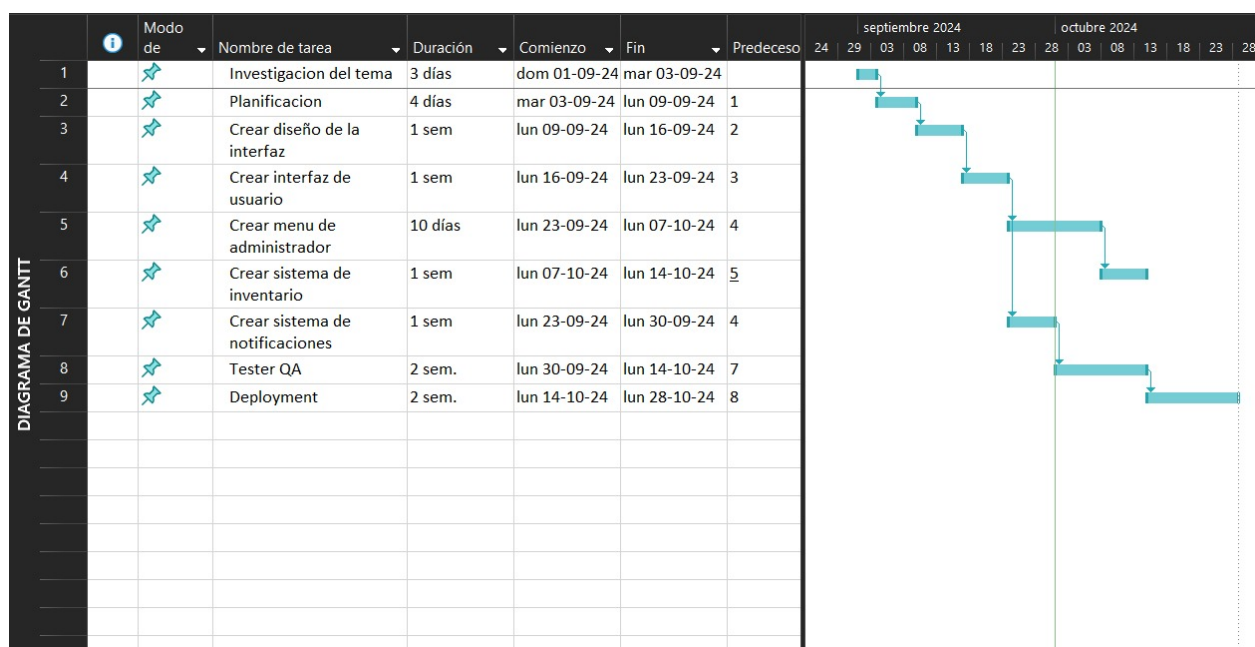 septiembre 2024 octubre 2024
Modo de Nombre de tarea Duración Comienzo Fin Predeceso 24 29 03 08 13 18 23 28 03 08 13 18 23 28
1 Investigacion del tema 3 días dom 01-09-24 mar 03-09-24
2 Planificacion 4 días mar 03-09-24 lun 09-09-24 1
3 Crear diseño de la 1 sem lun 09-09-24 lun 16-09-24 2
interfaz
4 Crear interfaz de 1 sem lun 16-09-24 lun 23-09-24 3
usuario
5 Crear menu de 10 días lun 23-09-24 lun 07-10-24 4
administrador
6 Crear sistema de 1 sem lun 07-10-24 lun 14-10-24 5
inventario
7 Crear sistema de 1 sem lun 23-09-24 lun 30-09-24 4
notificaciones
8 Tester QA 2 sem. lun 30-09-24 lun 14-10-24 7
9 Deployment 2 sem. lun 14-10-24 lun 28-10-24 8
DIAGRAMA DE GANTT